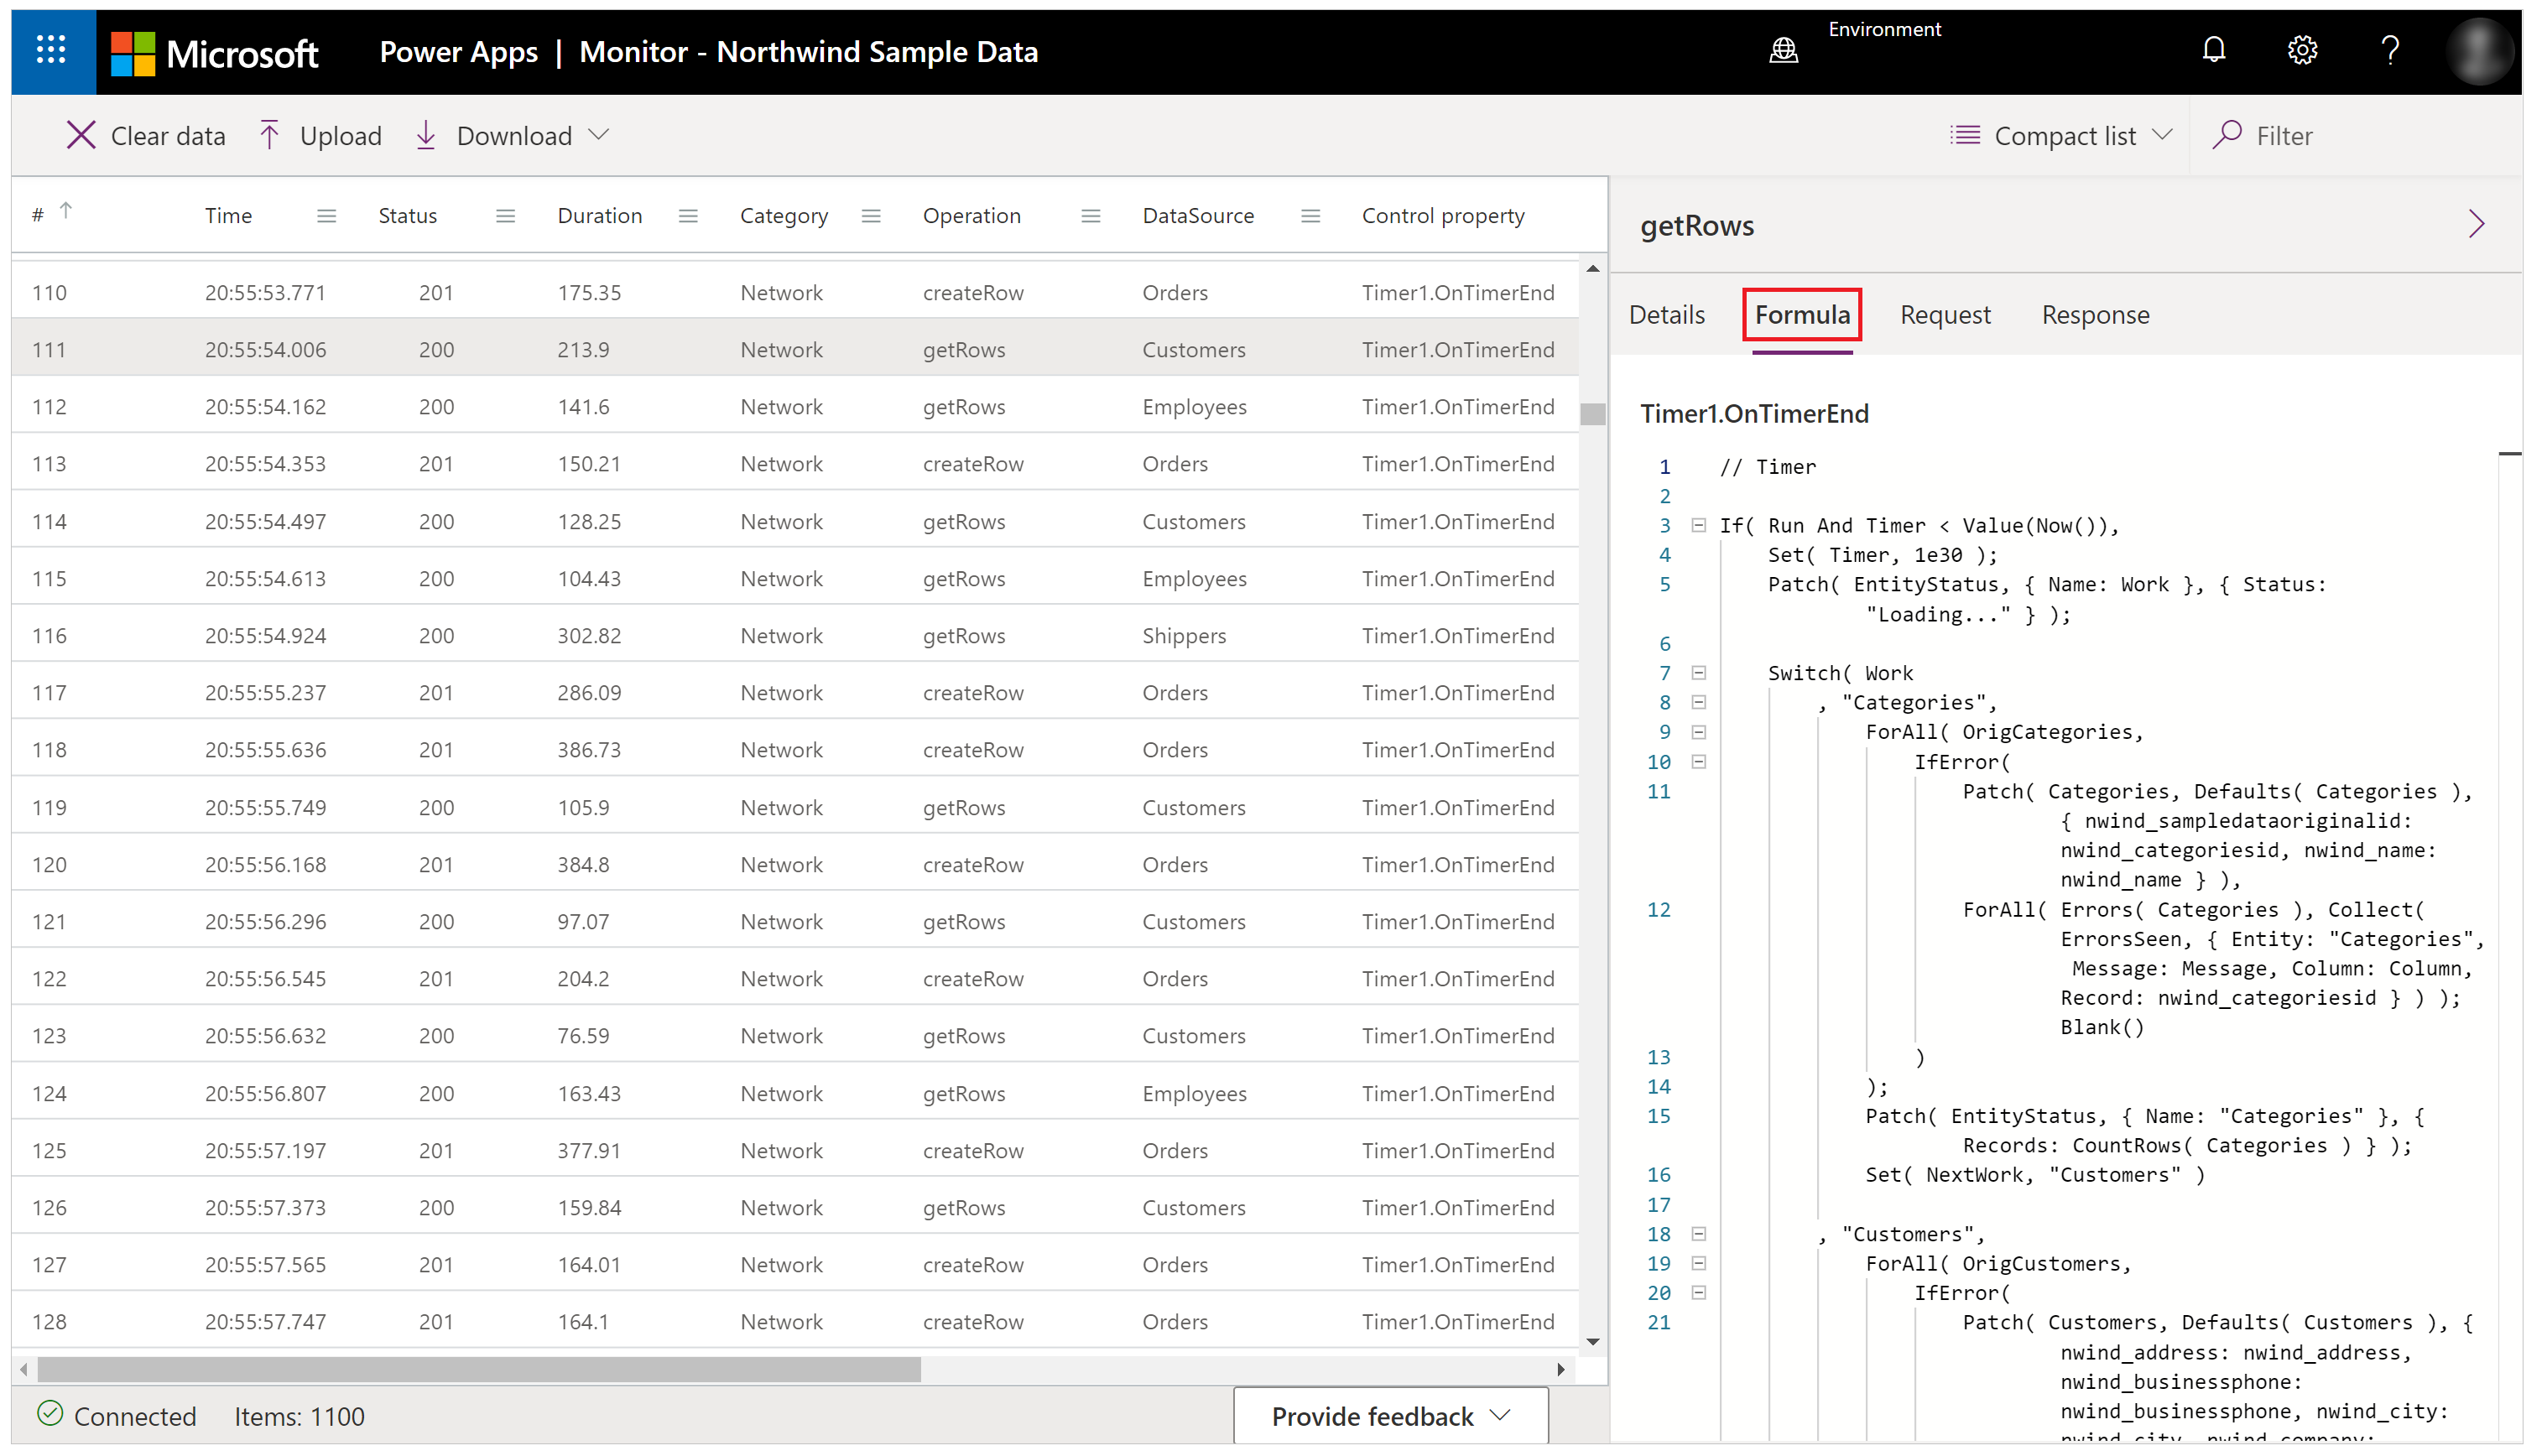 Microsoft Power Apps | Monitor - Northwind Sample Data Environment ?
Clear data Upload Download Compact list Filter
# Time Status Duration Category Operation DataSource Control property
110 20:55:53.771 201 175.35 Network createRow Orders Timer1.OnTimerEnd
111 20:55:54.006 200 213.9 Network getRows Customers Timer1.OnTimerEnd
112 20:55:54.162 200 141.6 Network getRows Employees Timer1.OnTimerEnd
113 20:55:54.353 201 150.21 Network createRow Orders Timer1.OnTimerEnd
114 20:55:54.497 200 128.25 Network getRows Customers Timer1.OnTimerEnd
115 20:55:54.613 200 104.43 Network getRows Employees Timer1.OnTimerEnd
116 20:55:54.924 200 302.82 Network getRows Shippers Timer1.OnTimerEnd
117 20:55:55.237 201 286.09 Network createRow Orders Timer1.OnTimerEnd
118 20:55:55.636 201 386.73 Network createRow Orders Timer1.OnTimerEnd
119 20:55:55.749 200 105.9 Network getRows Customers Timer1.OnTimerEnd
120 20:55:56.168 201 384.8 Network createRow Orders Timer1.OnTimerEnd
121 20:55:56.296 200 97.07 Network getRows Customers Timer1.OnTimerEnd
122 20:55:56.545 201 204.2 Network createRow Orders Timer1.OnTimerEnd
123 20:55:56.632 200 76.59 Network getRows Customers Timer1.OnTimerEnd
124 20:55:56.807 200 163.43 Network getRows Employees Timer1.OnTimerEnd
125 20:55:57.197 201 377.91 Network createRow Orders Timer1.OnTimerEnd
126 20:55:57.373 200 159.84 Network getRows Customers Timer1.OnTimerEnd
127 20:55:57.565 201 164.01 Network createRow Orders Timer1.OnTimerEnd
128 20:55:57.747 201 164.1 Network createRow Orders Timer1.OnTimerEnd
Connected Items: 1100 Provide feedback
getRows
Details Formula Request Response
Timer1.OnTimerEnd
1 // Timer
2
3 If( Run And Timer < Value(Now()),
4 Set( Timer, 1e30 );
5 Patch( EntityStatus, { Name: Work }, { Status:
"Loading..." } );
6
7 Switch( Work
8 , "Categories",
9 ForAll( OrigCategories,
10 IfError(
11 Patch( Categories, Defaults( Categories ),
{ nwind_sampledataoriginalid:
nwind_categoriesid, nwind_name:
nwind_name } ),
12 ForAll( Errors( Categories ), Collect(
ErrorsSeen, { Entity: "Categories",
Message: Message, Column: Column,
Record: nwind_categoriesid } ) );
Blank()
13 )
14 );
15 Patch( EntityStatus, { Name: "Categories" }, {
Records: CountRows( Categories ) } );
16 Set( NextWork, "Customers" )
17
18 , "Customers",
19 ForAll( OrigCustomers,
20 IfError(
21 Patch( Customers, Defaults( Customers ), {
nwind_address: nwind_address,
nwind_businessphone:
nwind_businessphone, nwind_city:
nwind_city, nwind_company: